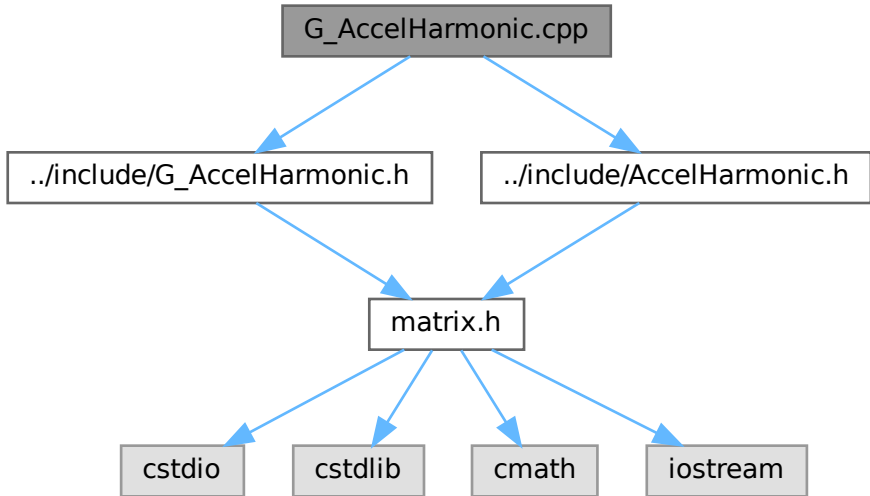 G_AccelHarmonic.cpp
../include/G_AccelHarmonic.h
../include/AccelHarmonic.h
matrix.h
cstdio
cstdlib
cmath
iostream